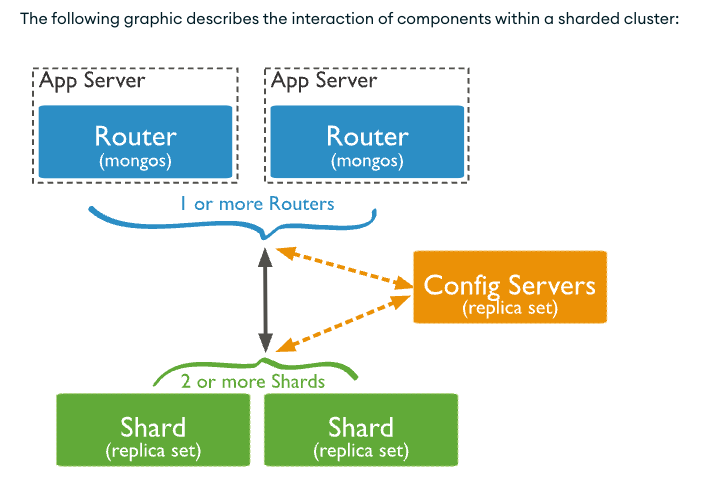 The following graphic describes the interaction of components within a sharded cluster:
App Server
Router
(mongos)
App Server
Router
(mongos)
1 or more Routers
Config Servers
(replica set)
2 or more Shards
Shard
(replica set)
Shard
(replica set)